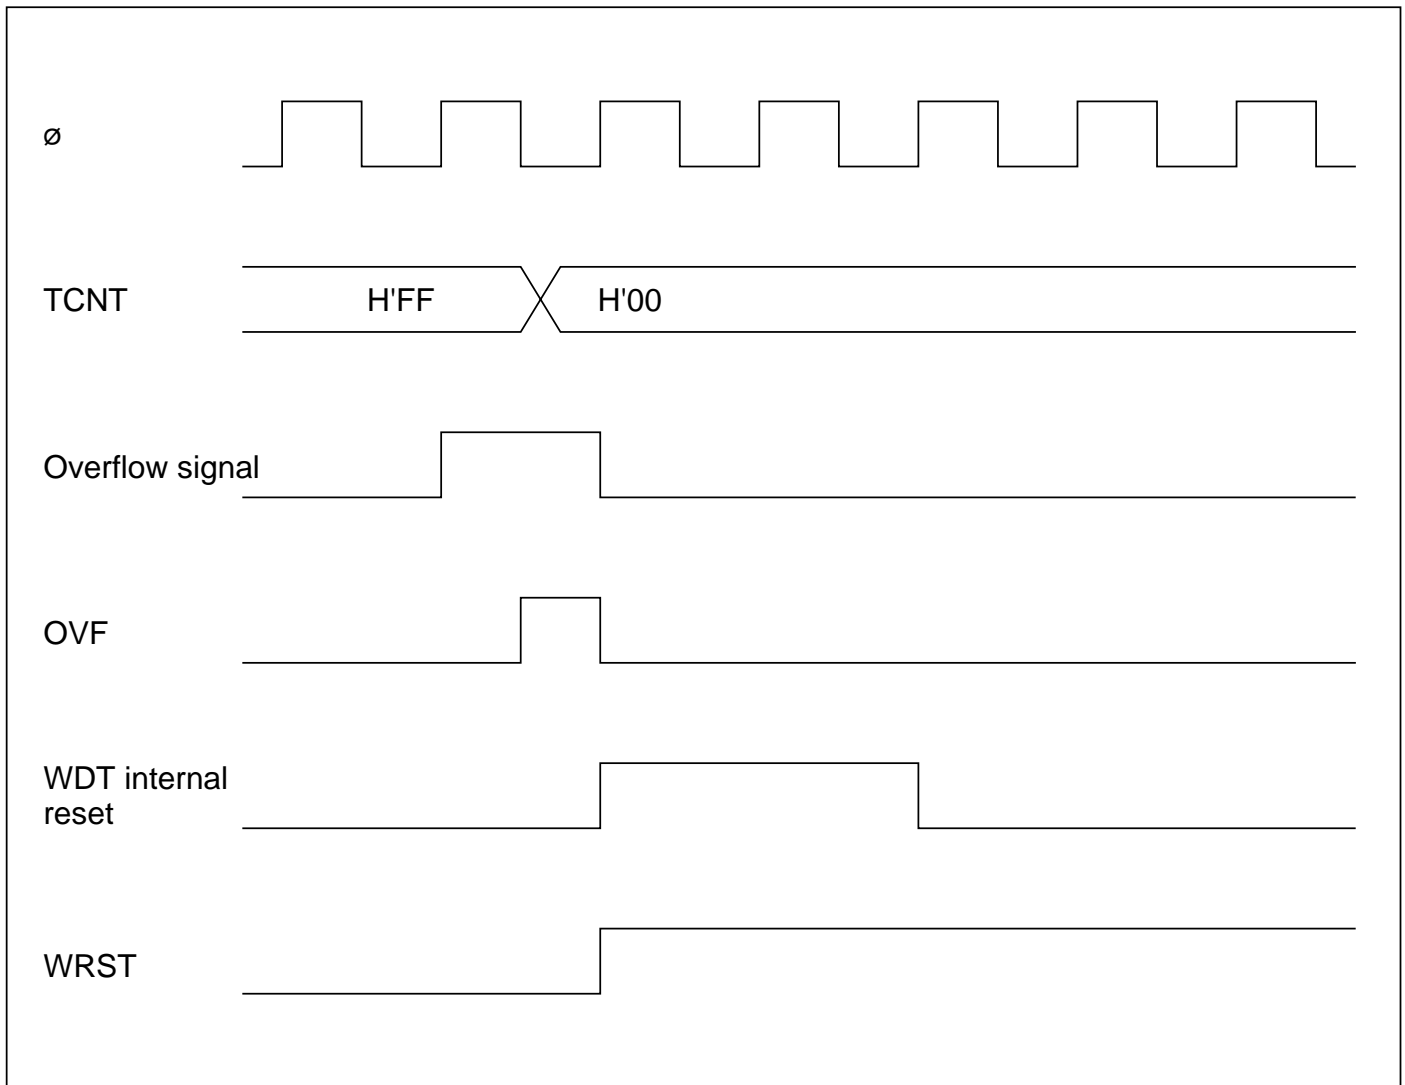 ø
TCNT
H'FF
H'00
Overflow signal
OVF
WDT internal
reset
WRST